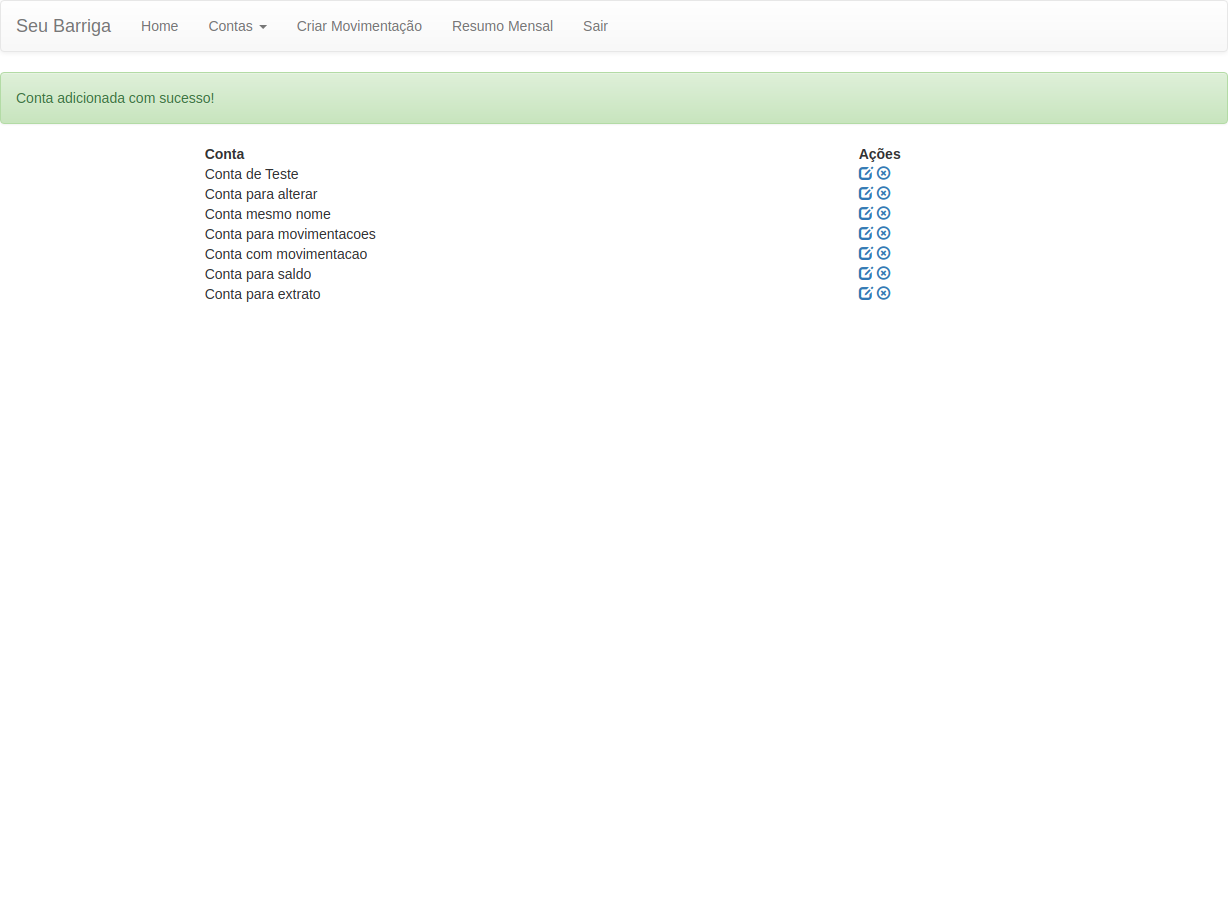 Seu Barriga Home Contas Criar Movimentação Resumo Mensal Sair
Conta adicionada com sucesso!
Conta Ações
Conta de Teste
Conta para alterar
Conta mesmo nome
Conta para movimentacoes
Conta com movimentacao
Conta para saldo
Conta para extrato